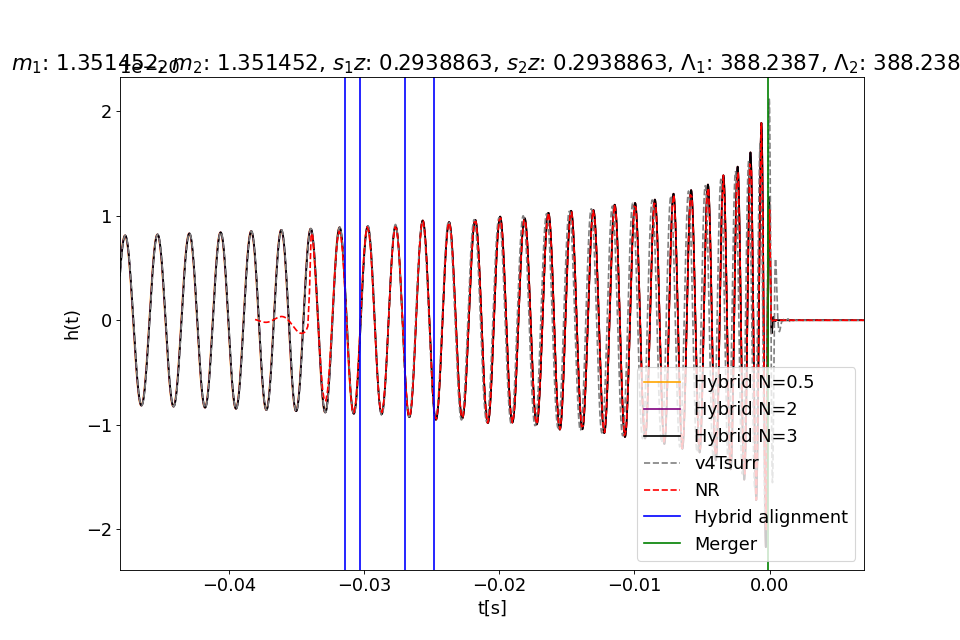 m₁: 1.351452, m₂: 1.351452, s₁z: 0.2938863, s₂z: 0.2938863, Λ₁: 388.2387, Λ₂: 388.238
1e−20
2
1
0
−1
−2
h(t)
−0.04
−0.03
−0.02
−0.01
0.00
t[s]
Hybrid N=0.5
Hybrid N=2
Hybrid N=3
v4Tsurr
NR
Hybrid alignment
Merger